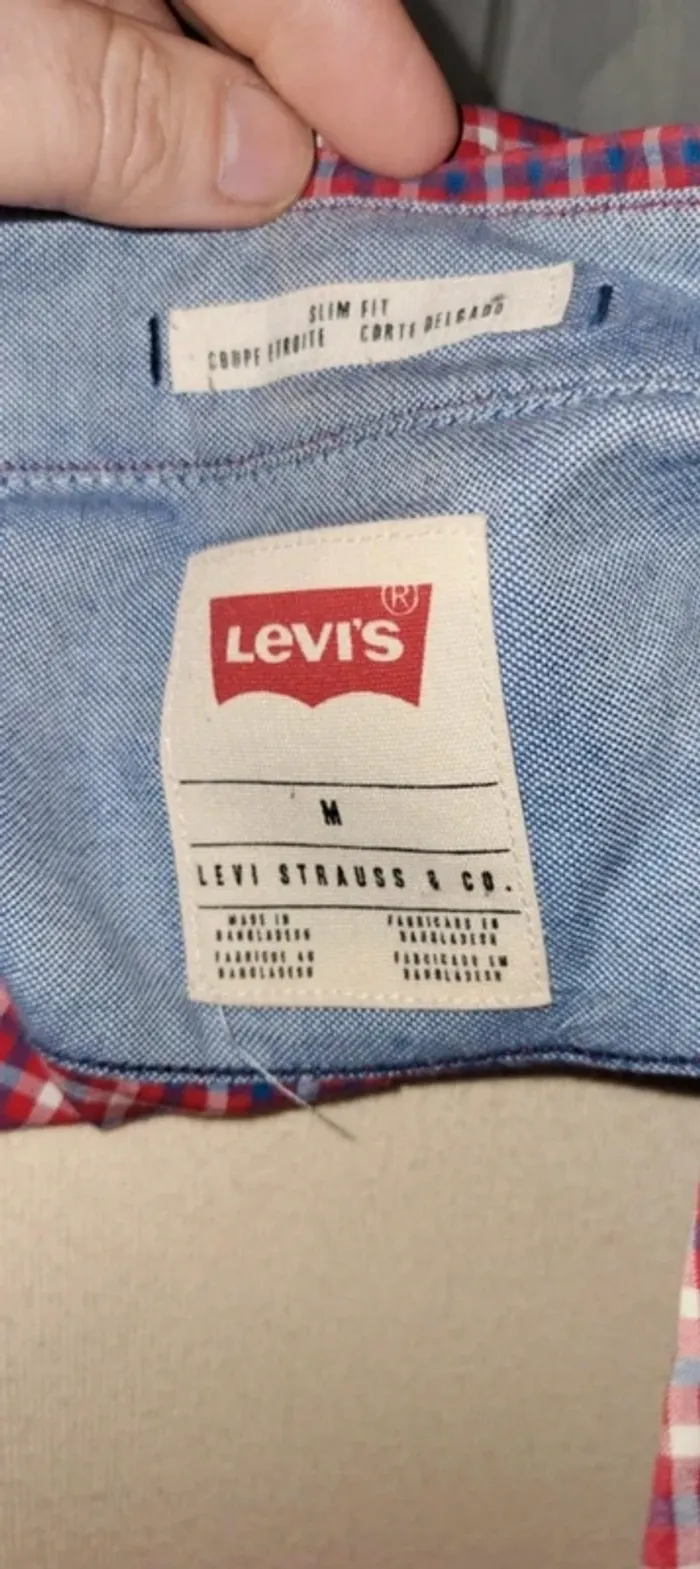 SLIM FIT
COUPE ETROITE CORTE DELGADO
LEVI'S ®
M
LEVI STRAUSS & CO.
MADE IN
BANGLADESH
FABRICADO EN
BANGLADESH
FABRIQUE AU
BANGLADESH
FABRICADO EM
BANGLADESH